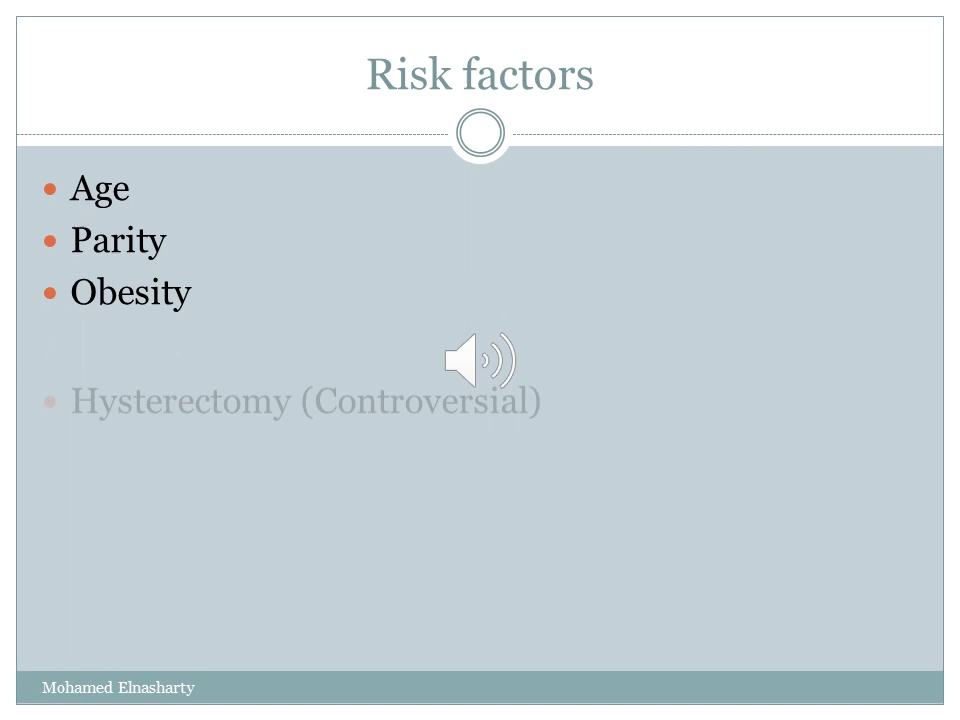 Risk factors
Age
Parity
Obesity
Hysterectomy (Controversial)
Mohamed Elnasharty